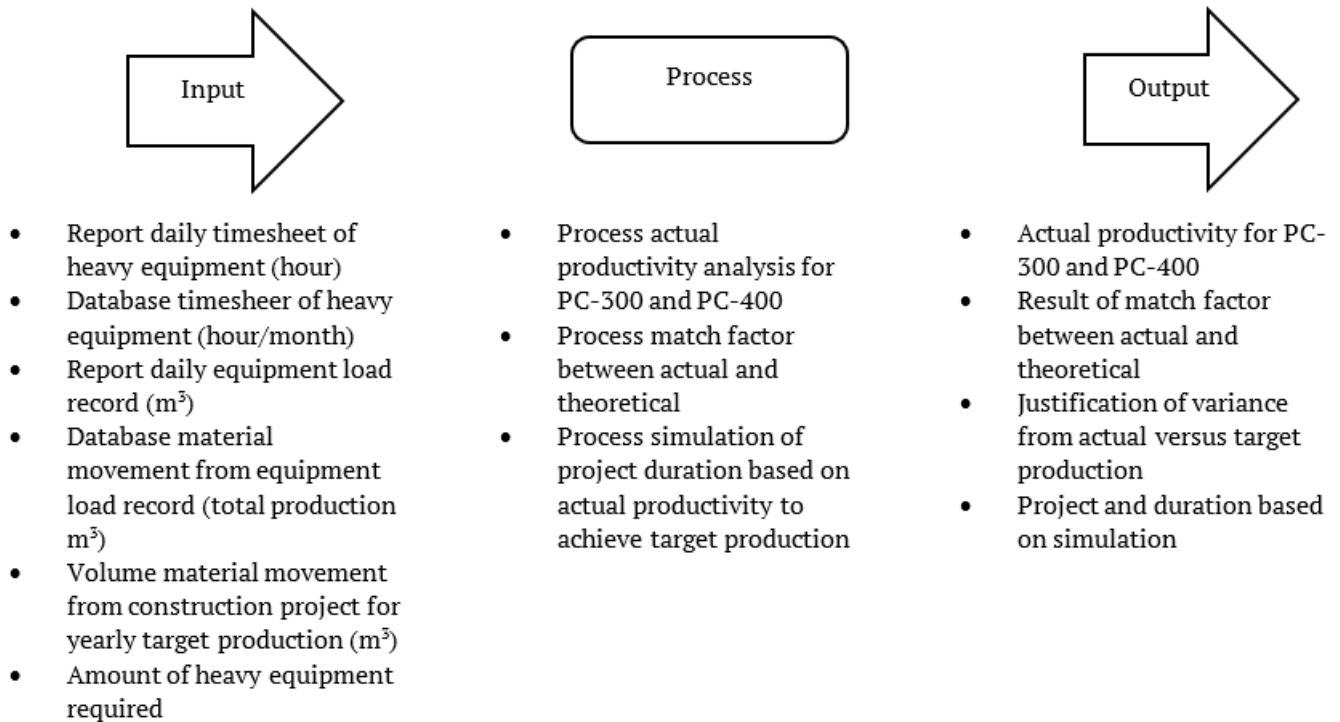 Input
• Report daily timesheet of
heavy equipment (hour)
• Database timesheer of heavy
equipment (hour/month)
• Report daily equipment load
record (m³)
• Database material
movement from equipment
load record (total production
m³)
• Volume material movement
from construction project for
yearly target production (m³)
• Amount of heavy equipment
required
Process
• Process actual
productivity analysis for
PC-300 and PC-400
• Process match factor
between actual and
theoretical
• Process simulation of
project duration based on
actual productivity to
achieve target production
Output
• Actual productivity for PC-
300 and PC-400
• Result of match factor
between actual and
theoretical
• Justification of variance
from actual versus target
production
• Project and duration based
on simulation